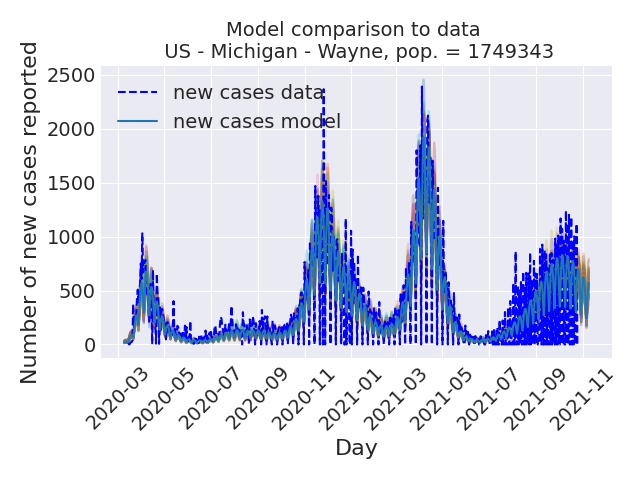 Model comparison to data
US - Michigan - Wayne, pop. = 1749343
Number of new cases reported
2500
2000
1500
1000
500
0
new cases data
new cases model
2020-03
2020-05
2020-07
2020-09
2020-11
2021-01
2021-03
2021-05
2021-07
2021-09
2021-11
Day